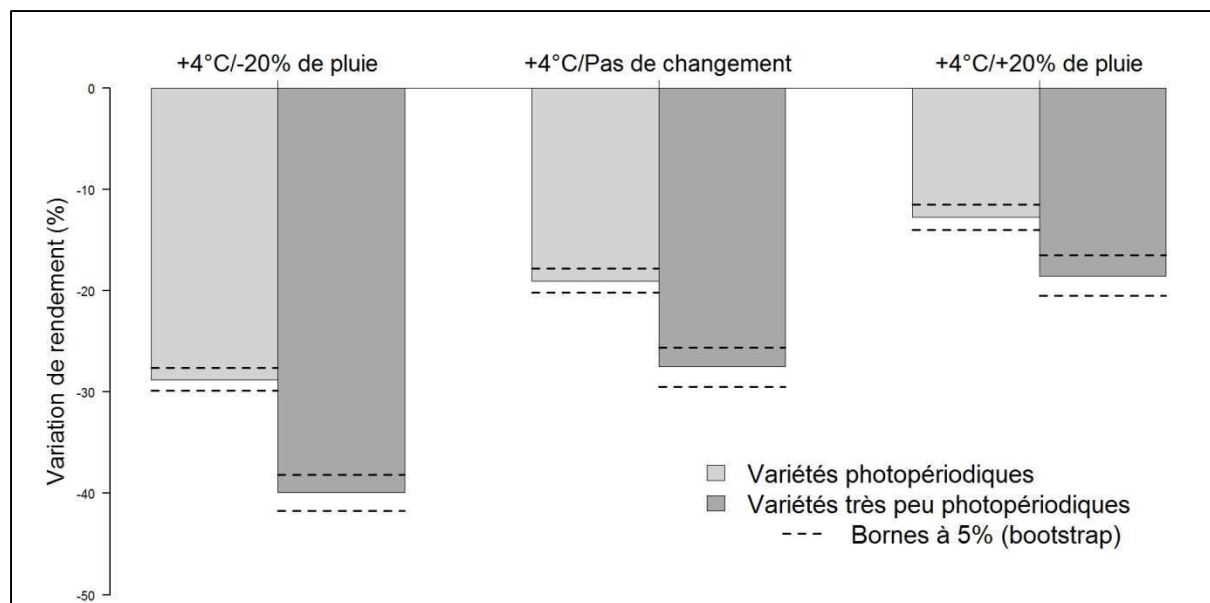 +4°C/-20% de pluie
+4°C/Pas de changement
+4°C/+20% de pluie
Variation de rendement (%)
0
-10
-20
-30
-40
-50
Variétés photopériodiques
Variétés très peu photopériodiques
Bornes à 5% (bootstrap)